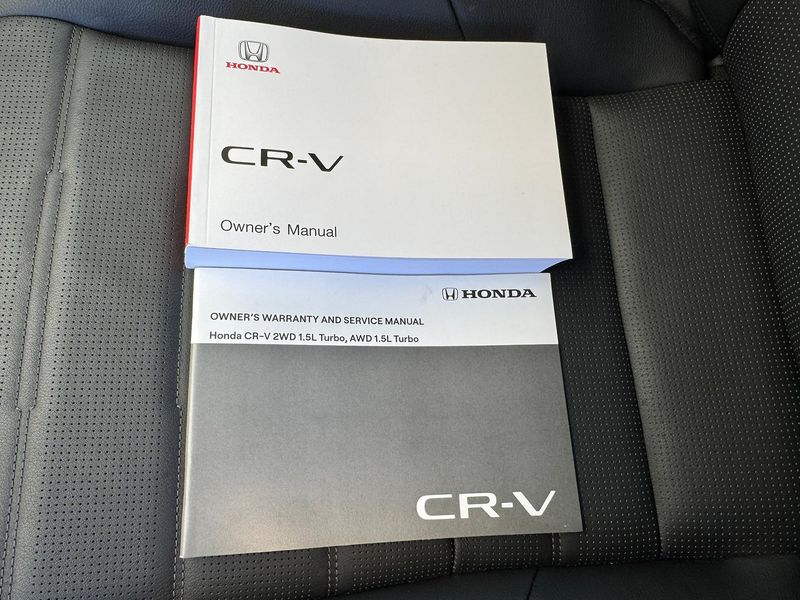 HONDA
CR-V
Owner's Manual
HONDA
OWNER'S WARRANTY AND SERVICE MANUAL
Honda CR-V 2WD 1.5L Turbo, AWD 1.5L Turbo
CR-V